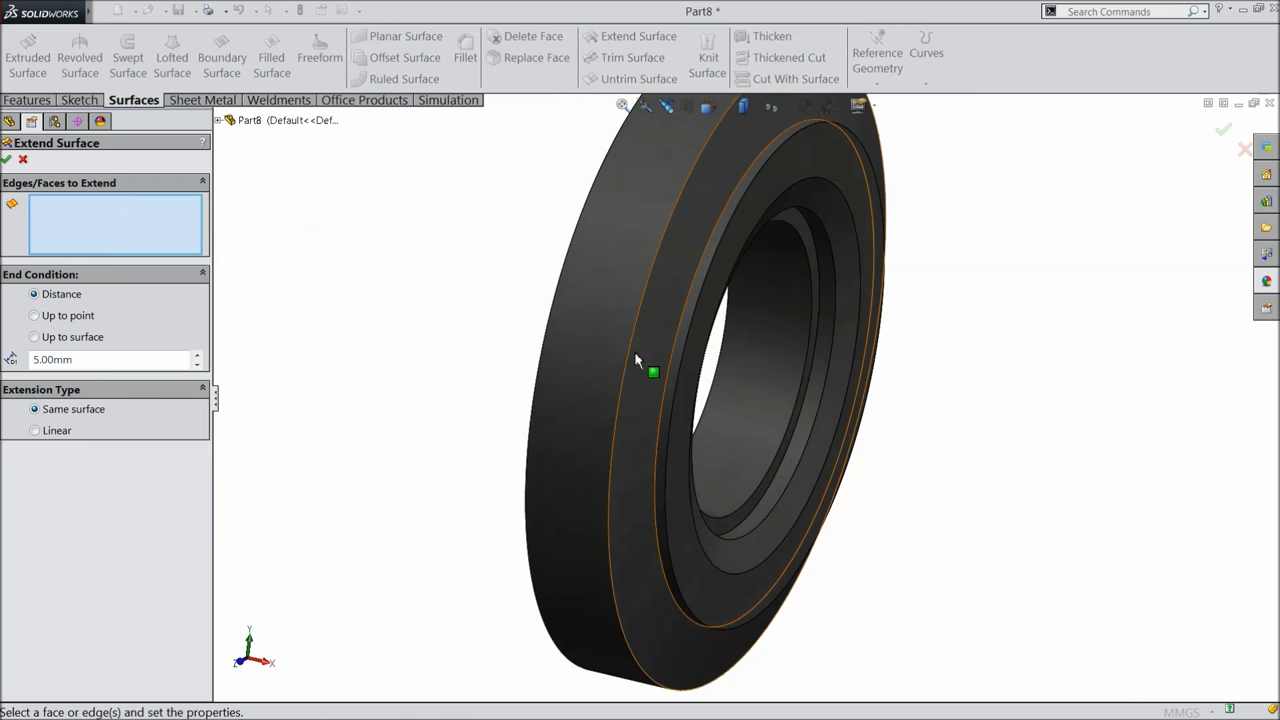 SOLIDWORKS
Part8 *
Search Commands
Extruded Surface
Revolved Surface
Swept Surface
Lofted Surface
Boundary Surface
Filled Surface
Freeform
Planar Surface
Offset Surface
Ruled Surface
Fillet
Delete Face
Replace Face
Extend Surface
Trim Surface
Untrim Surface
Knit Surface
Thicken
Thickened Cut
Cut With Surface
Reference Geometry
Curves
Features Sketch Surfaces Sheet Metal Weldments Office Products Simulation
Part8 (Default<<Def...
Extend Surface ?
Edges/Faces to Extend
End Condition:
Distance
Up to point
Up to surface
5.00mm
Extension Type
Same surface
Linear
Y
Z X
Select a face or edge(s) and set the properties.
MMGS